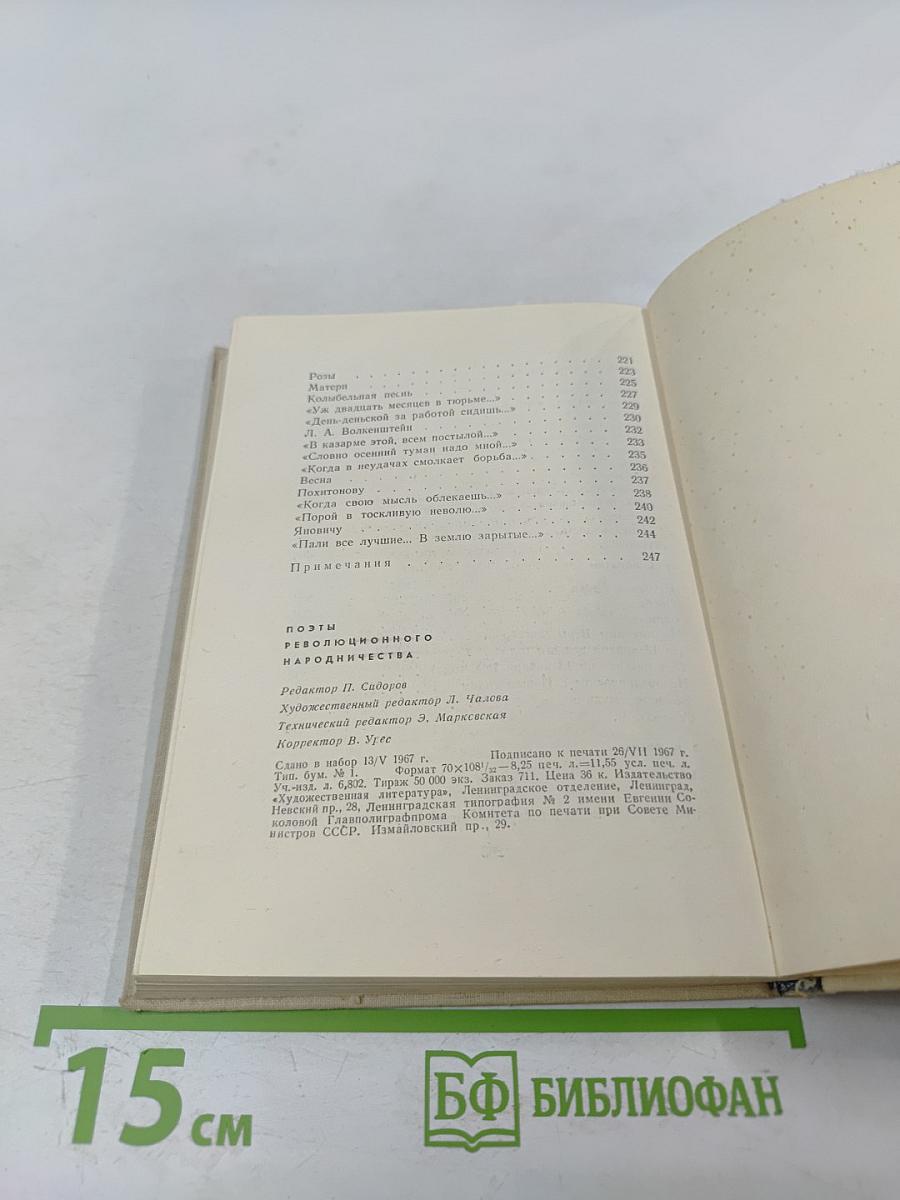 Розы . . . . . . . . . . . . . . . . . . 221
Матери . . . . . . . . . . . . . . . . . 223
Колыбельная песнь . . . . . . . . . . . . 225
«Уж двадцать месяцев в тюрьме...» . . . . . . 227
«День-деньской за работой сидишь...» . . . . . 229
Л. А. Волкенштейн . . . . . . . . . . . . 230
«В казарме этой, всем постылой...» . . . . . . 232
«Словно осенний туман надо мной...» . . . . . 233
«Когда в неудачах смолкает борьба...» . . . . . 235
Весна . . . . . . . . . . . . . . . . . 236
Похитонову . . . . . . . . . . . . . . . 237
«Когда свою мысль облекаешь...» . . . . . . . 238
«Порой в тоскливую неволю...» . . . . . . . 240
Яновичу . . . . . . . . . . . . . . . . 242
«Пали все лучшие... В землю зарытые...» . . . . 244
Примечания . . . . . . . . . . . . . . 247
ПОЭТЫ
РЕВОЛЮЦИОННОГО
НАРОДНИЧЕСТВА
Редактор П. Сидоров
Художественный редактор Л. Чалова
Технический редактор Э. Марковская
Корректор В. Урес
Сдано в набор 13/V 1967 г. Подписано к печати 26/VII 1967 г.
Тип. бум. № 1. Формат 70×108¹/₃₂—8,25 печ. л.=11,55 усл. печ. л.
Уч.-изд. л. 6,802. Тираж 50 000 экз. Заказ 711. Цена 36 к. Издательство
«Художественная литература», Ленинградское отделение, Ленинград,
Невский пр., 28, Ленинградская типография № 2 имени Евгении Со-
коловой Главполиграфпрома Комитета по печати при Совете Ми-
нистров СССР. Измайловский пр., 29.
15 см
БФ БИБЛИОФАН